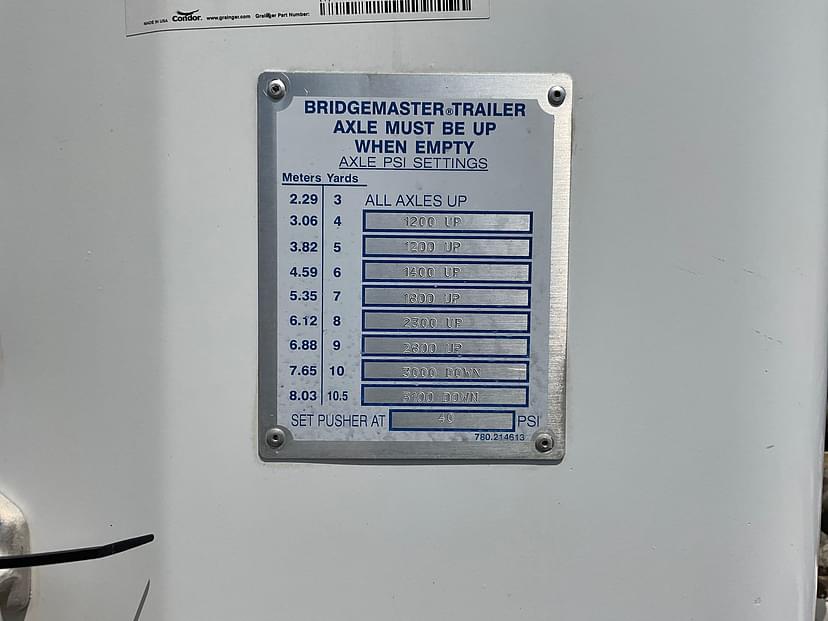 MADE IN USA Condor. www.grainger.com Grainger Part Number:
BRIDGEMASTER®TRAILER
AXLE MUST BE UP
WHEN EMPTY
AXLE PSI SETTINGS
Meters Yards
2.29 3 ALL AXLES UP
3.06 4 1200 UP
3.82 5 1200 UP
4.59 6 1400 UP
5.35 7 1800 UP
6.12 8 2300 UP
6.88 9 2800 UP
7.65 10 3000 DOWN
8.03 10.5 3100 DOWN
SET PUSHER AT 40 PSI
780.214613